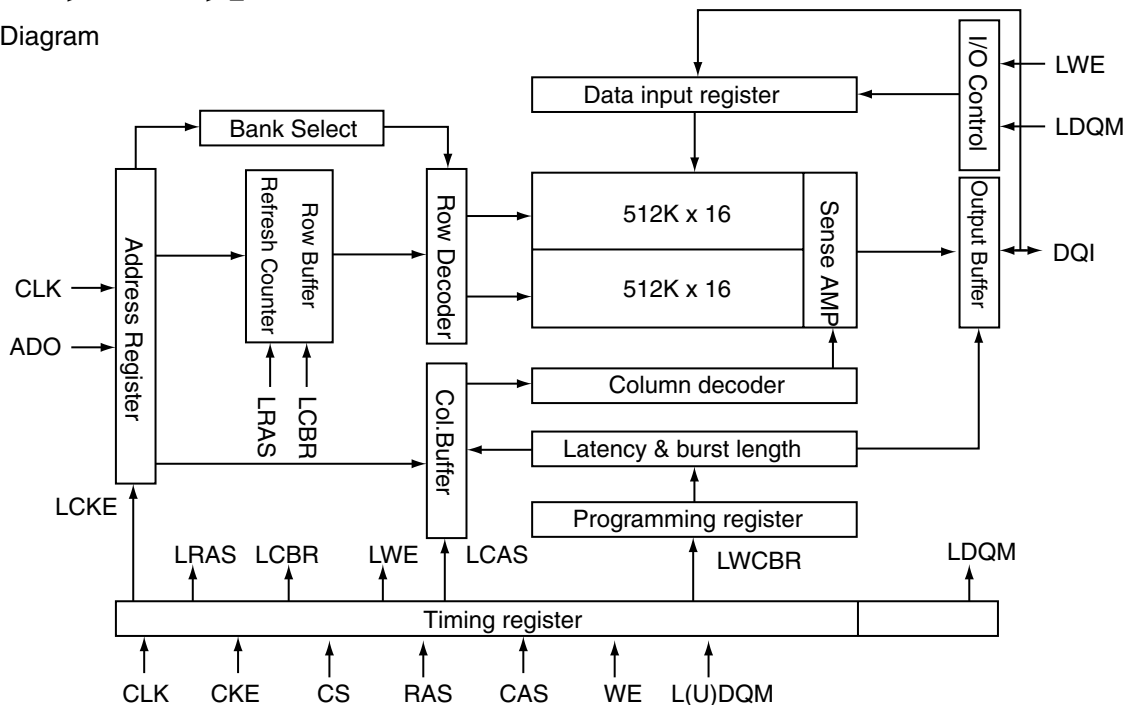 Diagram
I/O Control
LWE
Data input register
LDQM
Bank Select
Refresh Counter
Row Buffer
Row Decoder
512K x 16
Sense AMP
Output Buffer
Address Register
DQI
CLK
512K x 16
ADO
Column decoder
LRAS
LCBR
Col.Buffer
Latency & burst length
LCKE
Programming register
LRAS
LCBR
LWE
LCAS
LWCBR
LDQM
Timing register
CLK
CKE
CS
RAS
CAS
WE
L(U)DQM